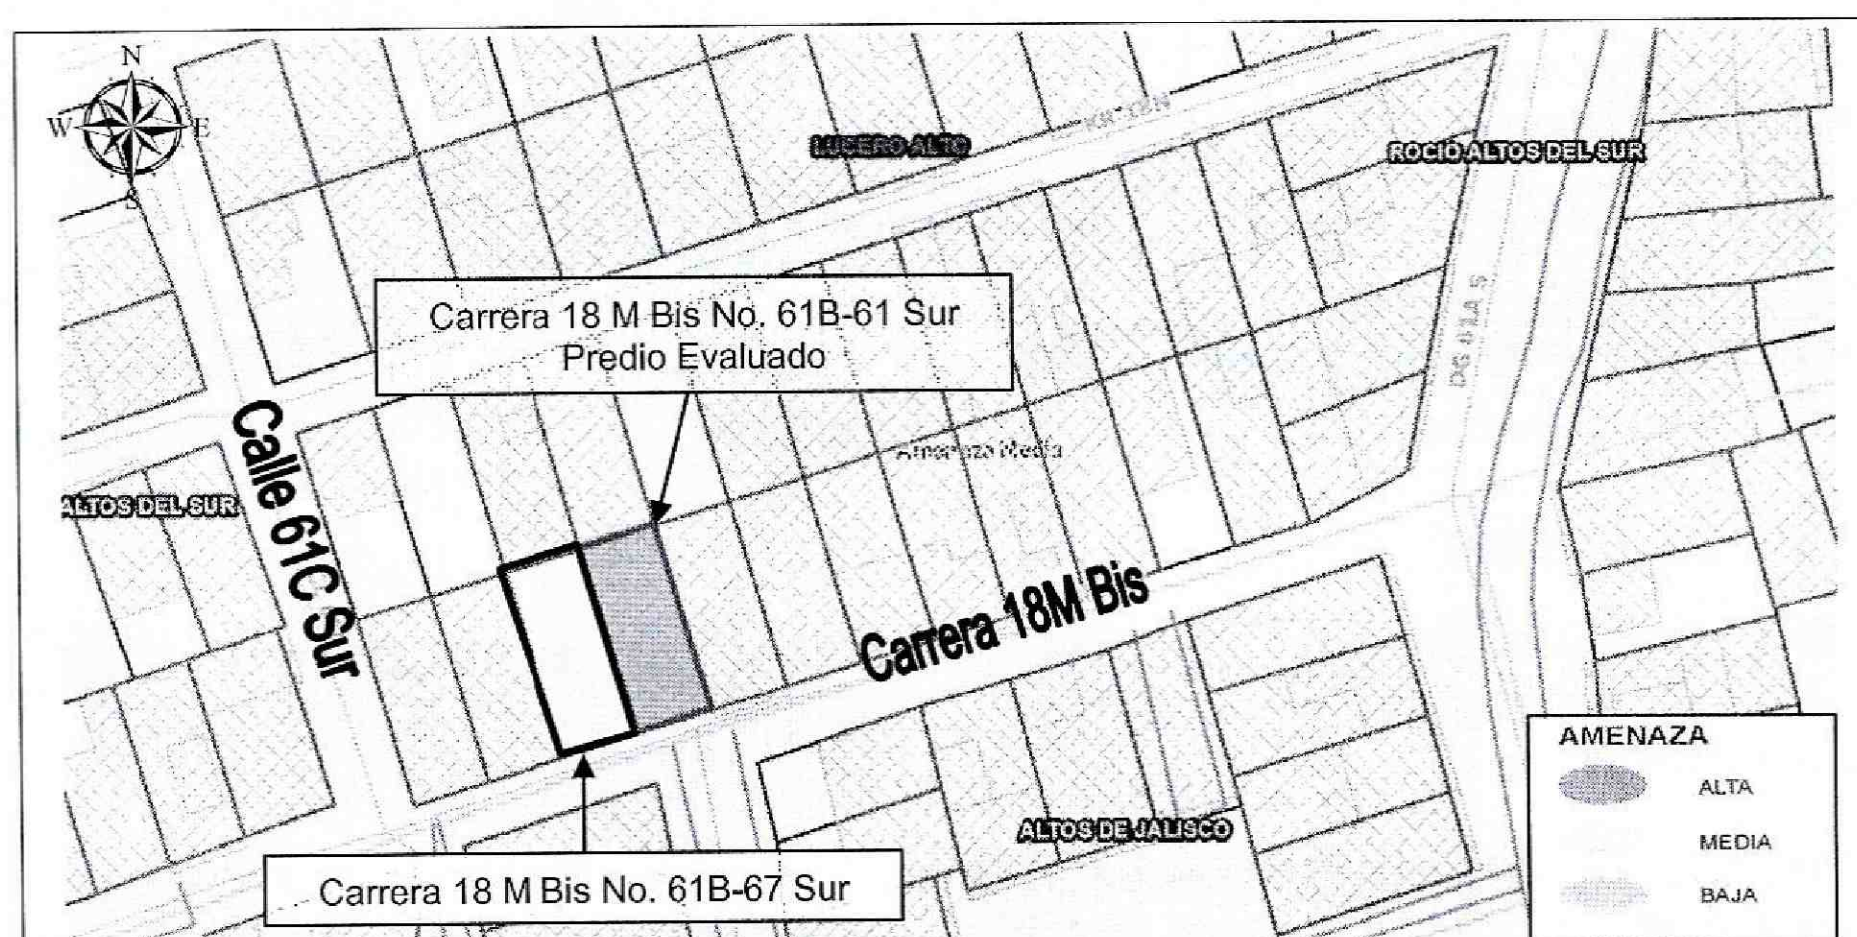 N
W E
S
LUCERO ALTO
ROCIO ALTOS DEL SUR
Carrera 18 M Bis No. 61B-61 Sur
Predio Evaluado
Calle 61C Sur
Amenaza Media
ALTOS DEL SUR
Carrera 18M Bis
AMENAZA
ALTA
MEDIA
BAJA
ALTOS DE JALISCO
Carrera 18 M Bis No. 61B-67 Sur